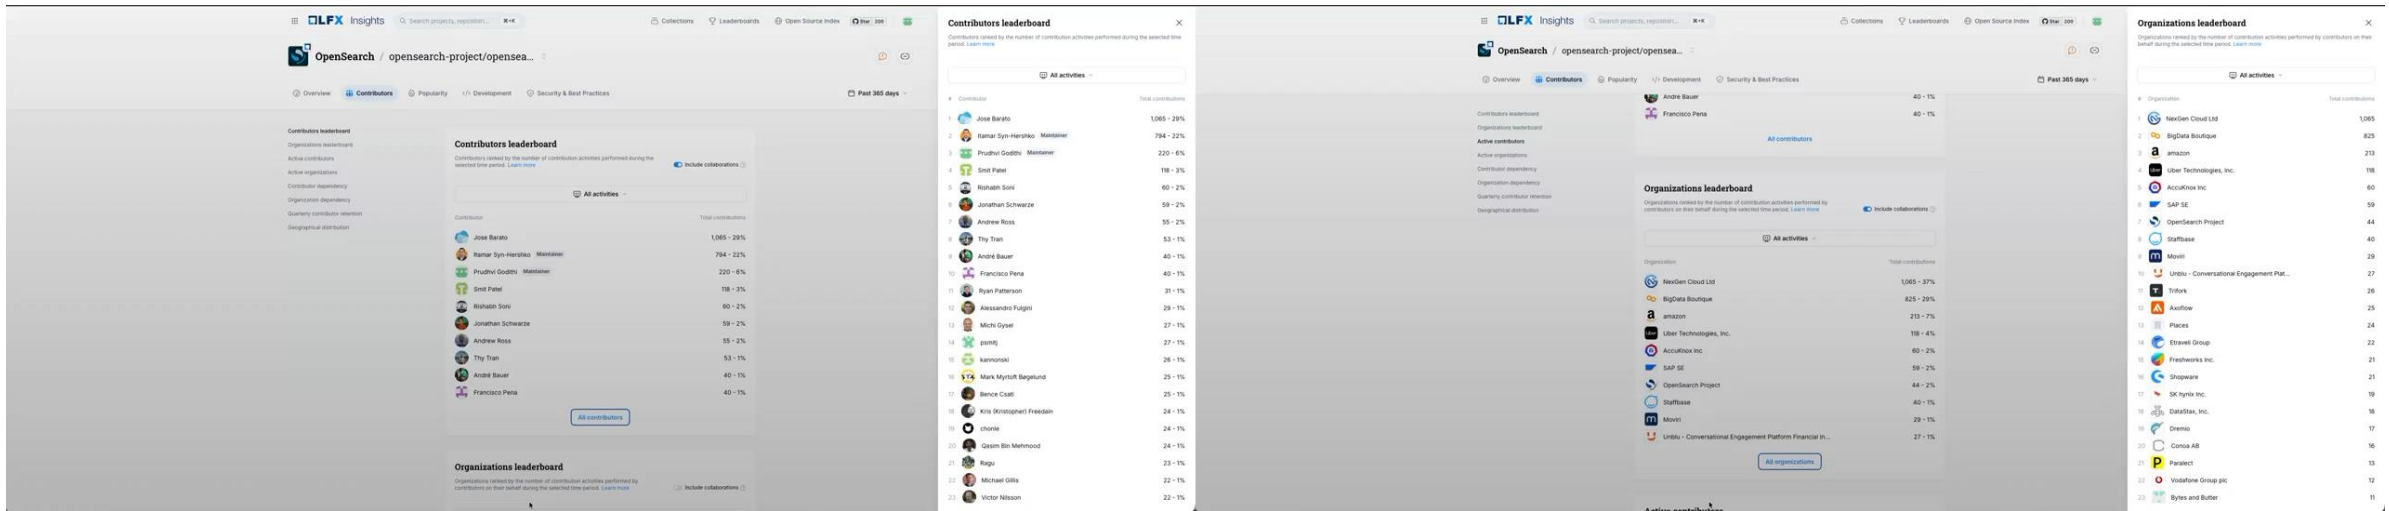 LFX Insights
Search projects, repositori...
⌘+K
Collections
Leaderboards
Open Source Index
Star 200
OpenSearch / opensearch-project/opensea...
Overview
Contributors
Popularity
Development
Security & Best Practices
Past 365 days
Contributors leaderboard
Organizations leaderboard
Active contributors
Active organizations
Contributor dependency
Organization dependency
Quarterly contributor retention
Geographical distribution
Contributors leaderboard
Contributors ranked by the number of contribution activities performed during the
selected time period. Learn more
Include collaborations
All activities
Contributor Total contributions
Jose Barato 1,065 - 29%
Itamar Syn-Hershko Maintainer 794 - 22%
Prudhvi Godithi Maintainer 220 - 6%
Smit Patel 118 - 3%
Rishabh Soni 60 - 2%
Jonathan Schwarze 59 - 2%
Andrew Ross 55 - 2%
Thy Tran 53 - 1%
André Bauer 40 - 1%
Francisco Pena 40 - 1%
All contributors
Organizations leaderboard
Organizations ranked by the number of contribution activities performed by
contributors on their behalf during the selected time period. Learn more
Include collaborations
Contributors leaderboard
Contributors ranked by the number of contribution activities performed during the selected time
period. Learn more
All activities
# Contributor Total contributions
1 Jose Barato 1,065 - 29%
2 Itamar Syn-Hershko Maintainer 794 - 22%
3 Prudhvi Godithi Maintainer 220 - 6%
4 Smit Patel 118 - 3%
5 Rishabh Soni 60 - 2%
6 Jonathan Schwarze 59 - 2%
7 Andrew Ross 55 - 2%
8 Thy Tran 53 - 1%
9 André Bauer 40 - 1%
10 Francisco Pena 40 - 1%
11 Ryan Patterson 31 - 1%
12 Alessandro Fulgini 29 - 1%
13 Michi Gysel 27 - 1%
14 psmitj 27 - 1%
15 kannonski 26 - 1%
16 Mark Myrtoft Bøgelund 25 - 1%
17 Bence Csati 25 - 1%
18 Kris (Kristopher) Freedain 24 - 1%
19 chonle 24 - 1%
20 Qasim Bin Mehmood 24 - 1%
21 Ragu 23 - 1%
22 Michael Gillis 22 - 1%
23 Victor Nilsson 22 - 1%
LFX Insights
Search projects, repositori...
⌘+K
Collections
Leaderboards
Open Source Index
Star 200
OpenSearch / opensearch-project/opensea...
Overview
Contributors
Popularity
Development
Security & Best Practices
Past 365 days
Contributors leaderboard
Organizations leaderboard
Active contributors
Active organizations
Contributor dependency
Organization dependency
Quarterly contributor retention
Geographical distribution
André Bauer 40 - 1%
Francisco Pena 40 - 1%
All contributors
Organizations leaderboard
Organizations ranked by the number of contribution activities performed by
contributors on their behalf during the selected time period. Learn more
Include collaborations
All activities
Organization Total contributions
NexGen Cloud Ltd 1,065 - 37%
BigData Boutique 825 - 29%
amazon 213 - 7%
Uber Technologies, Inc. 118 - 4%
AccuKnox Inc 60 - 2%
SAP SE 59 - 2%
OpenSearch Project 44 - 2%
Staffbase 40 - 1%
Moviri 29 - 1%
Unblu - Conversational Engagement Platform Financial In... 27 - 1%
All organizations
Active contributors
Organizations leaderboard
Organizations ranked by the number of contribution activities performed by contributors on their
behalf during the selected time period. Learn more
All activities
# Organization Total contributions
1 NexGen Cloud Ltd 1,065
2 BigData Boutique 825
3 amazon 213
4 Uber Technologies, Inc. 118
5 AccuKnox Inc 60
6 SAP SE 59
7 OpenSearch Project 44
8 Staffbase 40
9 Moviri 29
10 Unblu - Conversational Engagement Plat... 27
11 Trifork 26
12 Axoflow 25
13 Places 24
14 Etraveli Group 22
15 Freshworks Inc. 21
16 Shopware 21
17 SK hynix Inc. 19
18 DataStax, Inc. 18
19 Dremio 17
20 Conoa AB 16
21 Paralect 13
22 Vodafone Group plc 12
23 Bytes and Butter 11